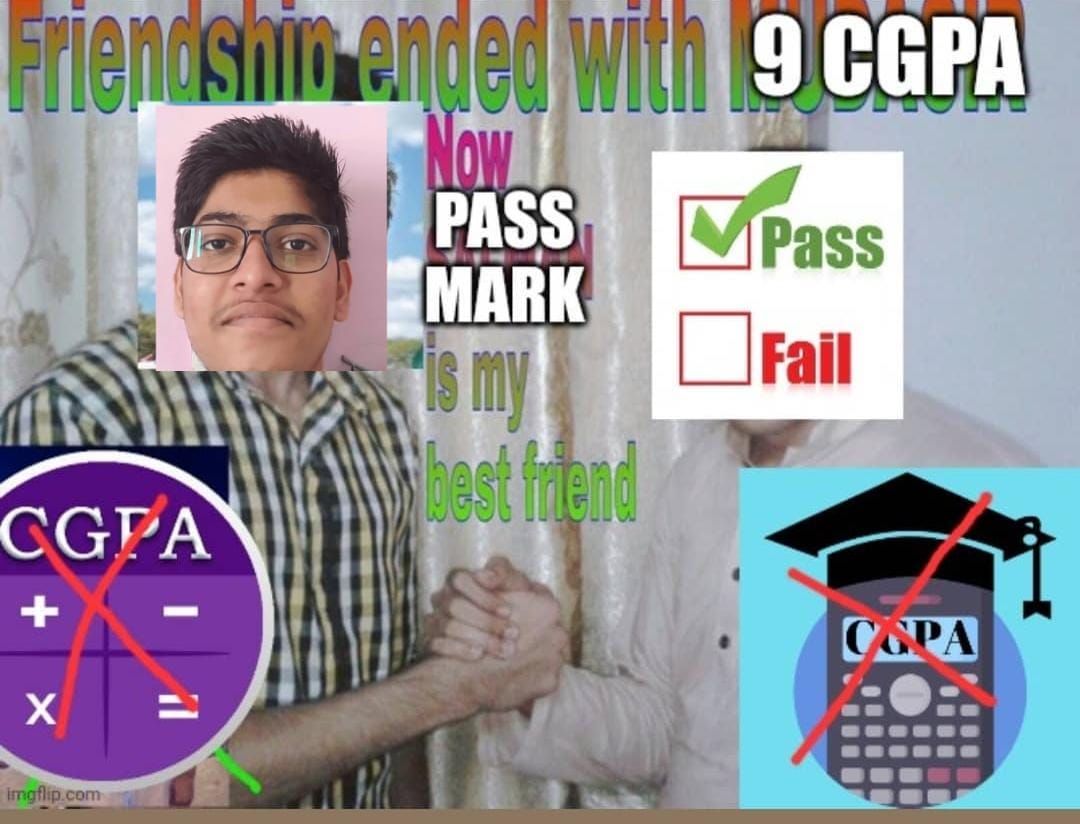 Friendship ended with 9 CGPA
Now
PASS
MARK
is my
best friend
Pass
Fail
CGPA
+ −
x =
CGPA
imgflip.com